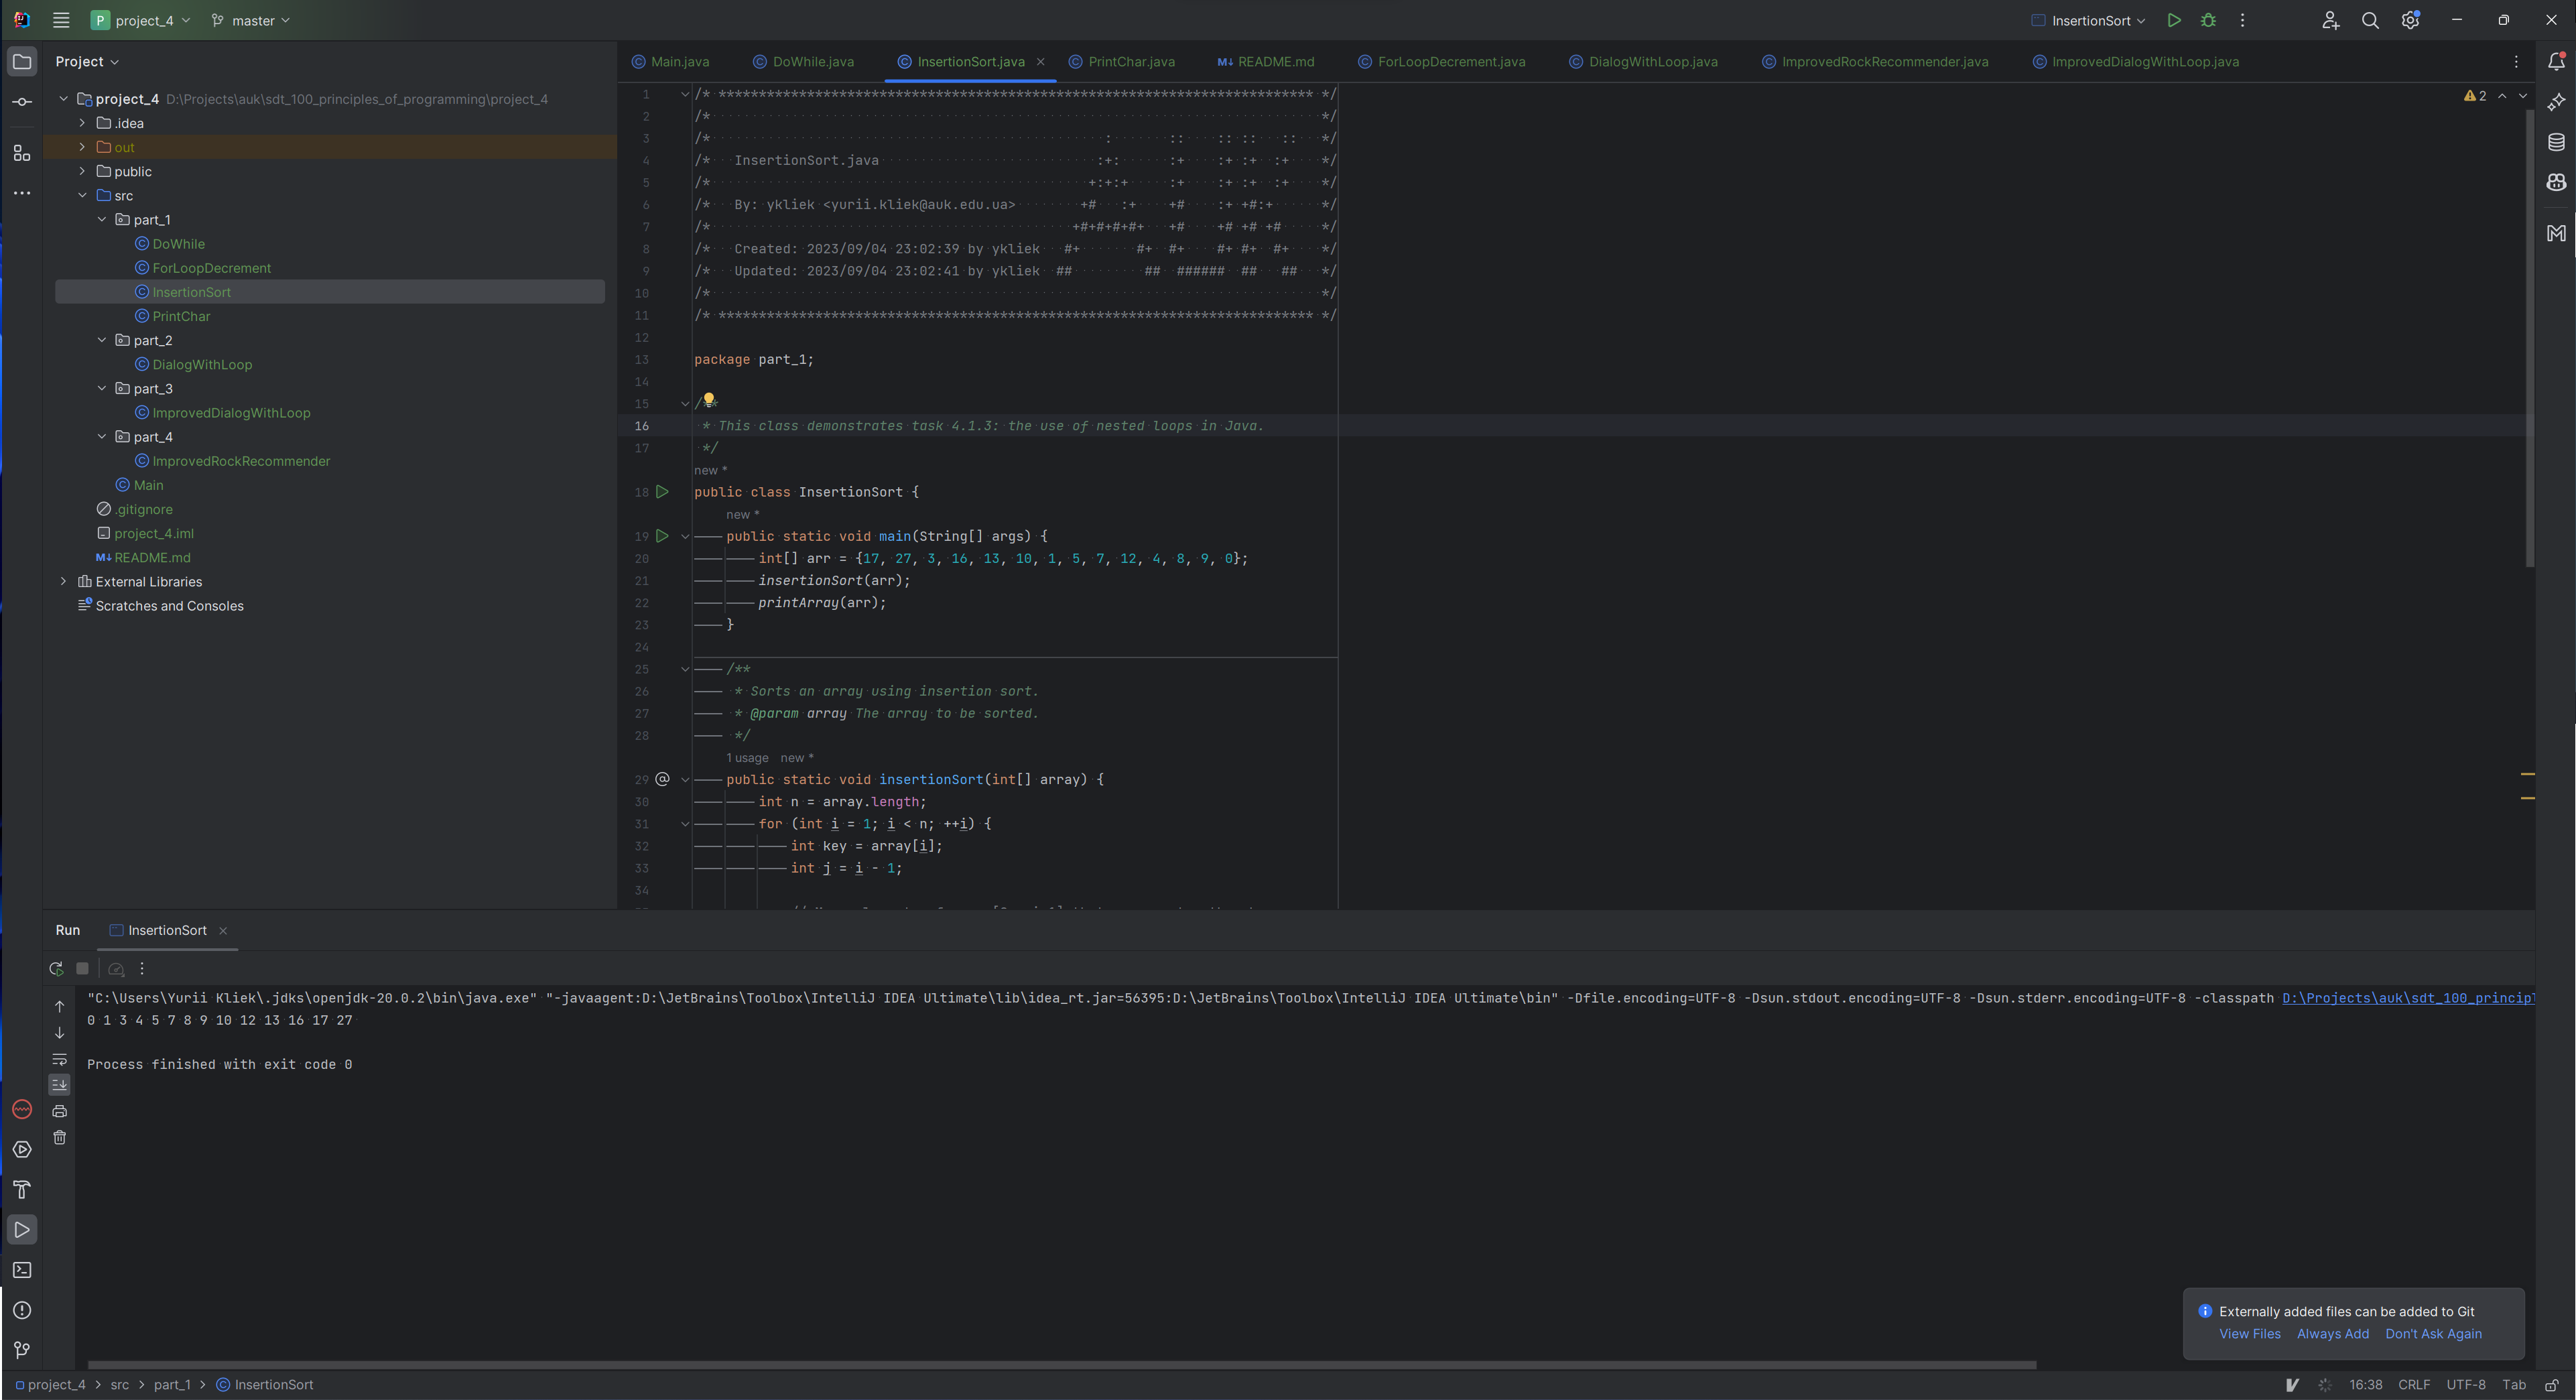 P project_4 master InsertionSort
Project
project_4 D:\Projects\auk\sdt_100_principles_of_programming\project_4
.idea
out
public
src
part_1
DoWhile
ForLoopDecrement
InsertionSort
PrintChar
part_2
DialogWithLoop
part_3
ImprovedDialogWithLoop
part_4
ImprovedRockRecommender
Main
.gitignore
project_4.iml
M↓ README.md
External Libraries
Scratches and Consoles
Main.java DoWhile.java InsertionSort.java PrintChar.java M↓ README.md ForLoopDecrement.java DialogWithLoop.java ImprovedRockRecommender.java ImprovedDialogWithLoop.java
2
1 /* ************************************************************************** */
2 /* */
3 /* : :: :: :: :: */
4 /* InsertionSort.java :+: :+ :+ :+ :+ */
5 /* +:+:+ :+ :+ :+ :+ */
6 /* By: ykliek <yurii.kliek@auk.edu.ua> +# :+ +# :+ +#:+ */
7 /* +#+#+#+#+ +# +# +# +# */
8 /* Created: 2023/09/04 23:02:39 by ykliek #+ #+ #+ #+ #+ #+ */
9 /* Updated: 2023/09/04 23:02:41 by ykliek ## ## ###### ## ## */
10 /* */
11 /* ************************************************************************** */
12
13 package part_1;
14
15 /**
16 * This class demonstrates task 4.1.3: the use of nested loops in Java.
17 */
new *
18 public class InsertionSort {
new *
19 public static void main(String[] args) {
20 int[] arr = {17, 27, 3, 16, 13, 10, 1, 5, 7, 12, 4, 8, 9, 0};
21 insertionSort(arr);
22 printArray(arr);
23 }
24
25 /**
26 * Sorts an array using insertion sort.
27 * @param array The array to be sorted.
28 */
1 usage new *
29 public static void insertionSort(int[] array) {
30 int n = array.length;
31 for (int i = 1; i < n; ++i) {
32 int key = array[i];
33 int j = i - 1;
34
Run InsertionSort
"C:\Users\Yurii Kliek\.jdks\openjdk-20.0.2\bin\java.exe" "-javaagent:D:\JetBrains\Toolbox\IntelliJ IDEA Ultimate\lib\idea_rt.jar=56395:D:\JetBrains\Toolbox\IntelliJ IDEA Ultimate\bin" -Dfile.encoding=UTF-8 -Dsun.stdout.encoding=UTF-8 -Dsun.stderr.encoding=UTF-8 -classpath D:\Projects\auk\sdt_100_princip
0 1 3 4 5 7 8 9 10 12 13 16 17 27
Process finished with exit code 0
Externally added files can be added to Git
View Files Always Add Don't Ask Again
project_4 > src > part_1 > InsertionSort
16:38 CRLF UTF-8 Tab